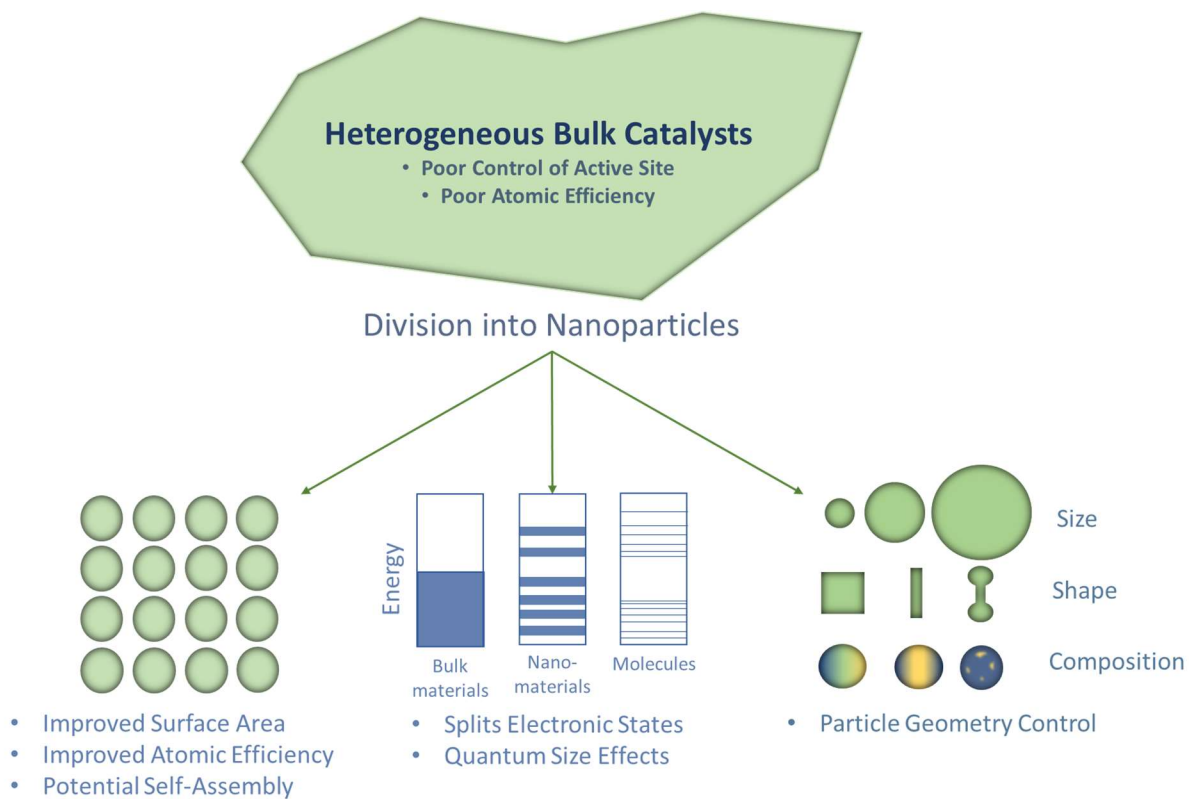 Heterogeneous Bulk Catalysts
• Poor Control of Active Site
• Poor Atomic Efficiency
Division into Nanoparticles
Energy
Bulk
materials
Nano-
materials
Molecules
Size
Shape
Composition
• Improved Surface Area
• Improved Atomic Efficiency
• Potential Self-Assembly
• Splits Electronic States
• Quantum Size Effects
• Particle Geometry Control